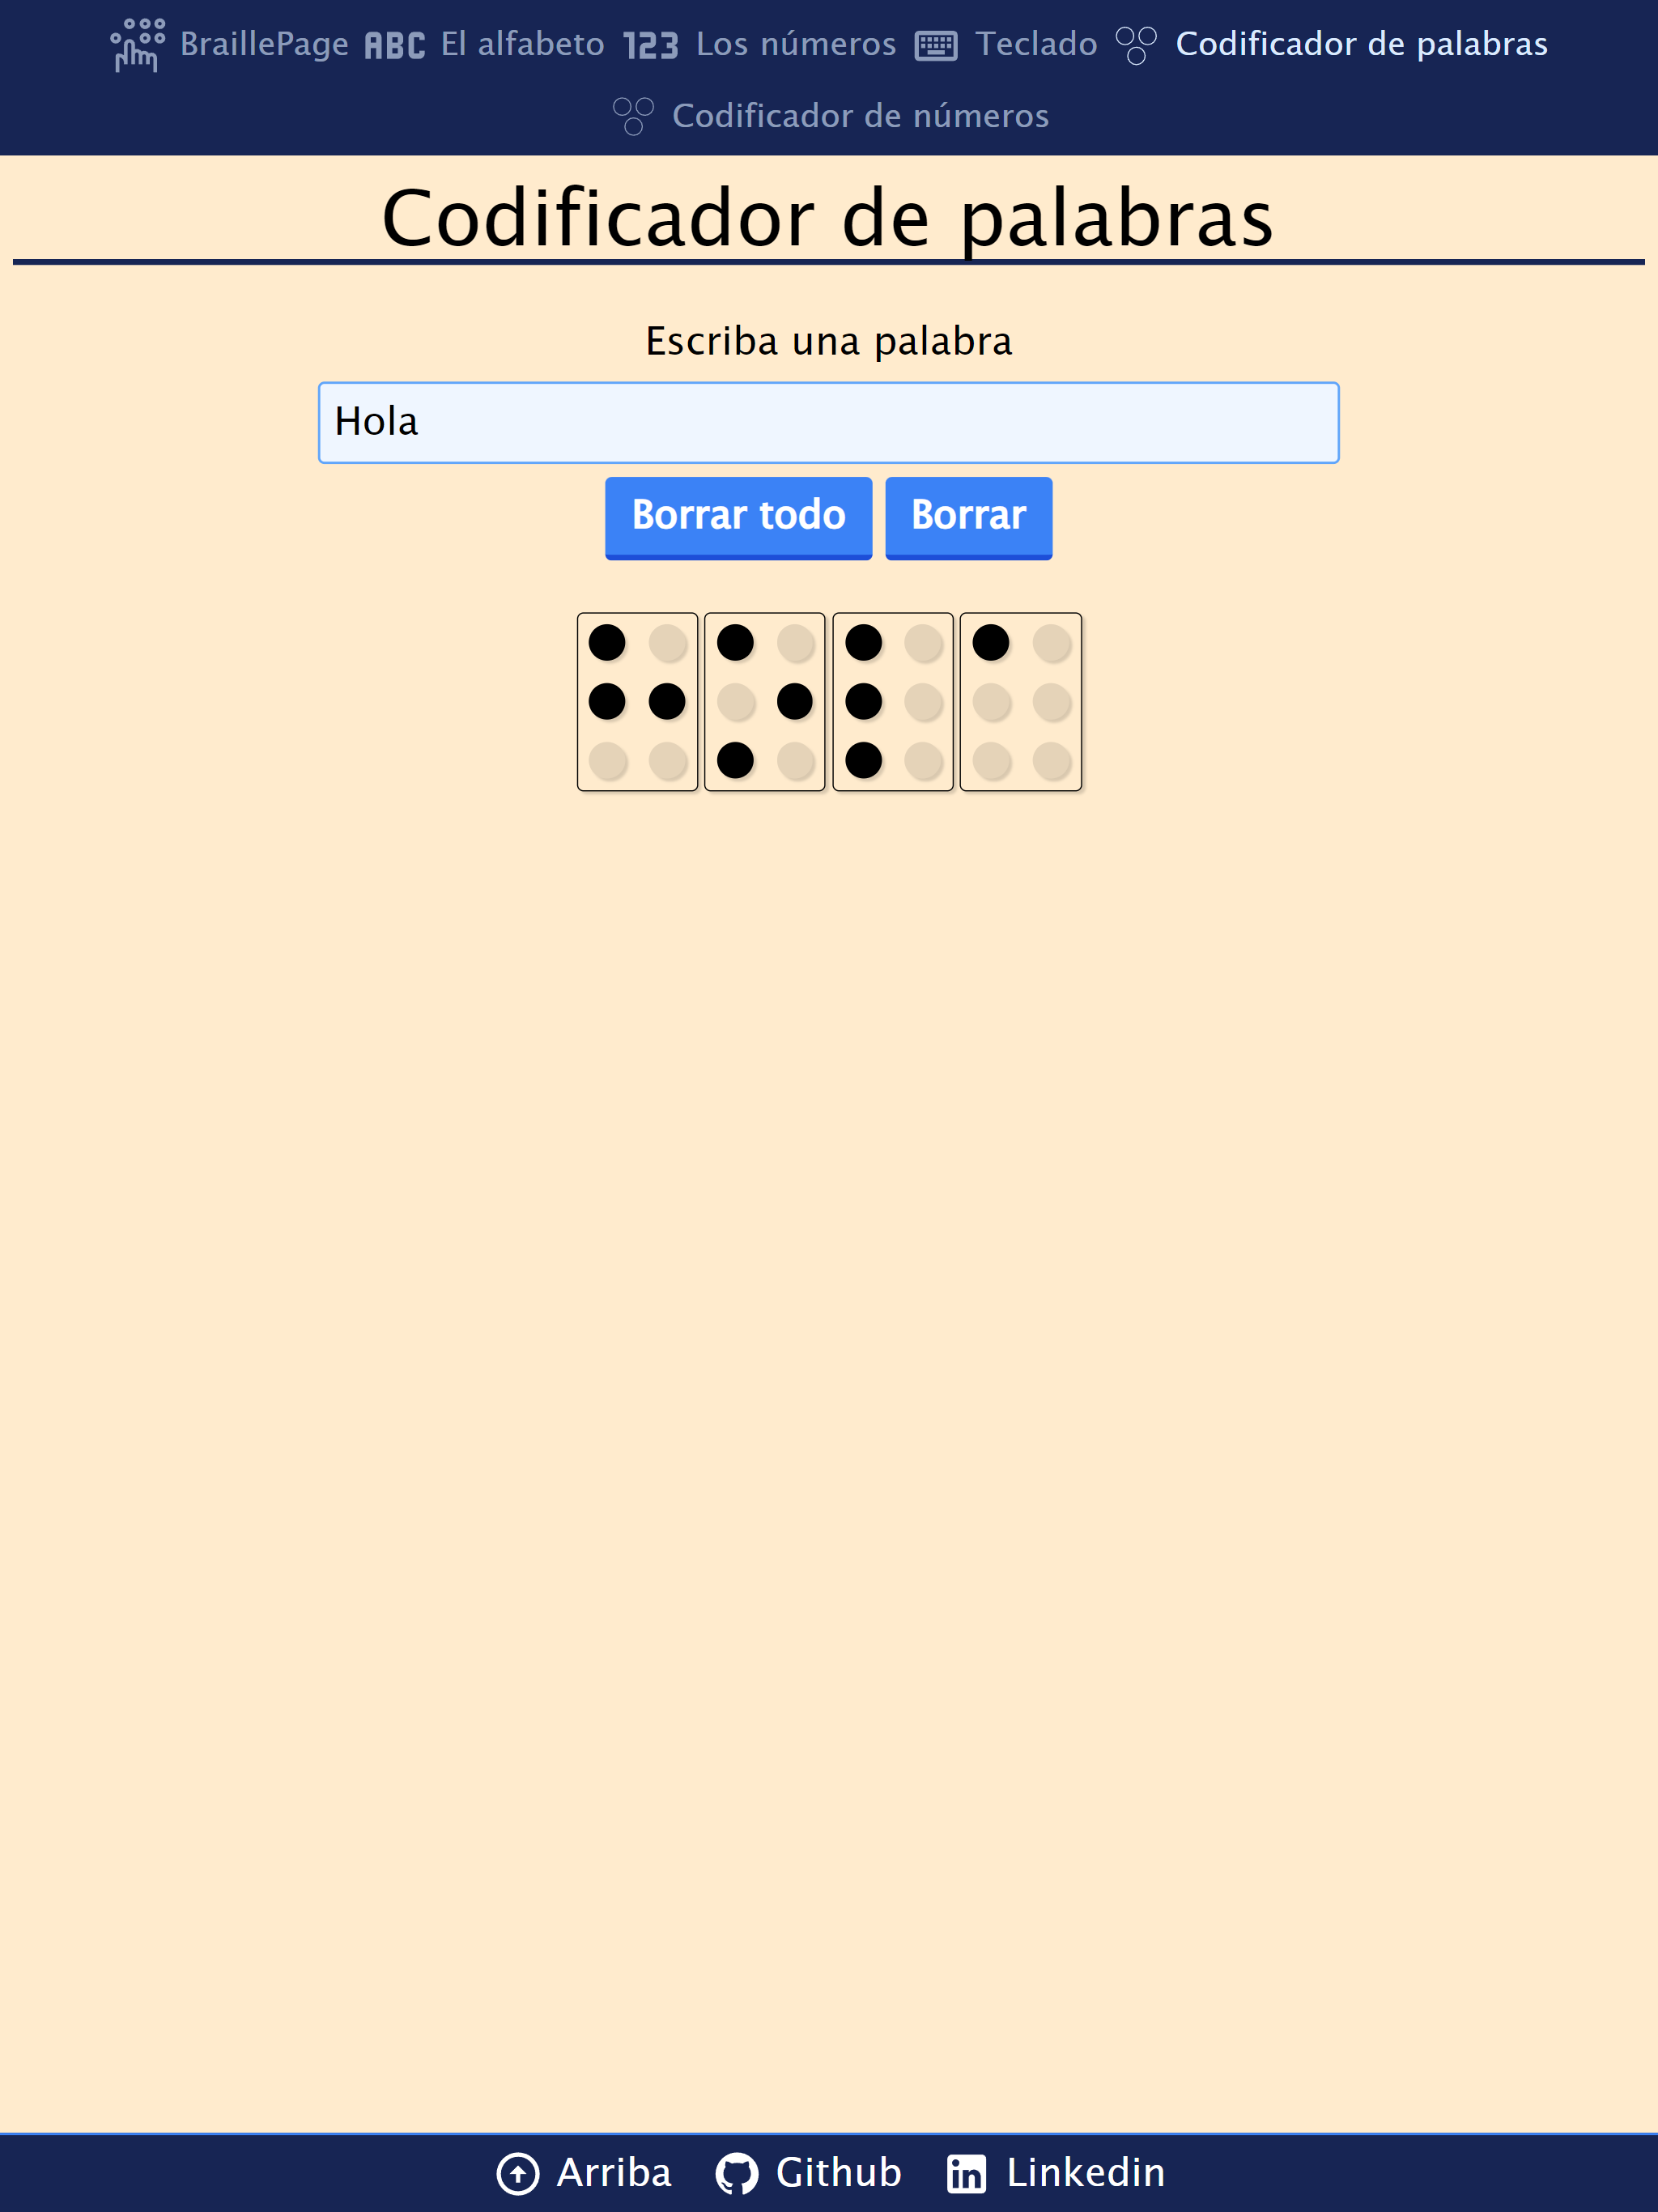 BraillePage ABC El alfabeto 123 Los números Teclado Codificador de palabras
Codificador de números
Codificador de palabras
Escriba una palabra
Hola
Borrar todo Borrar
⠓⠕⠇⠁
Arriba Github Linkedin